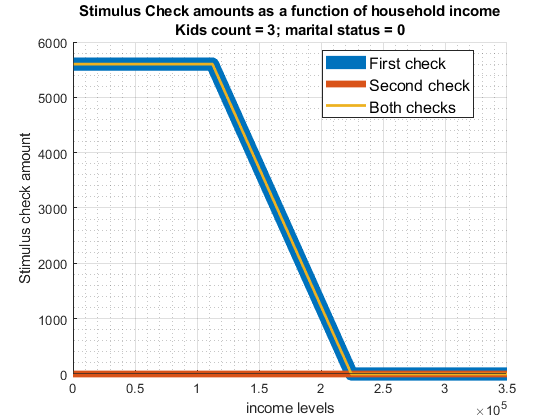 Stimulus Check amounts as a function of household income
Kids count = 3; marital status = 0
6000
5000
4000
3000
2000
1000
0
Stimulus check amount
First check
Second check
Both checks
0
0.5
1
1.5
2
2.5
3
3.5
income levels
×10^5